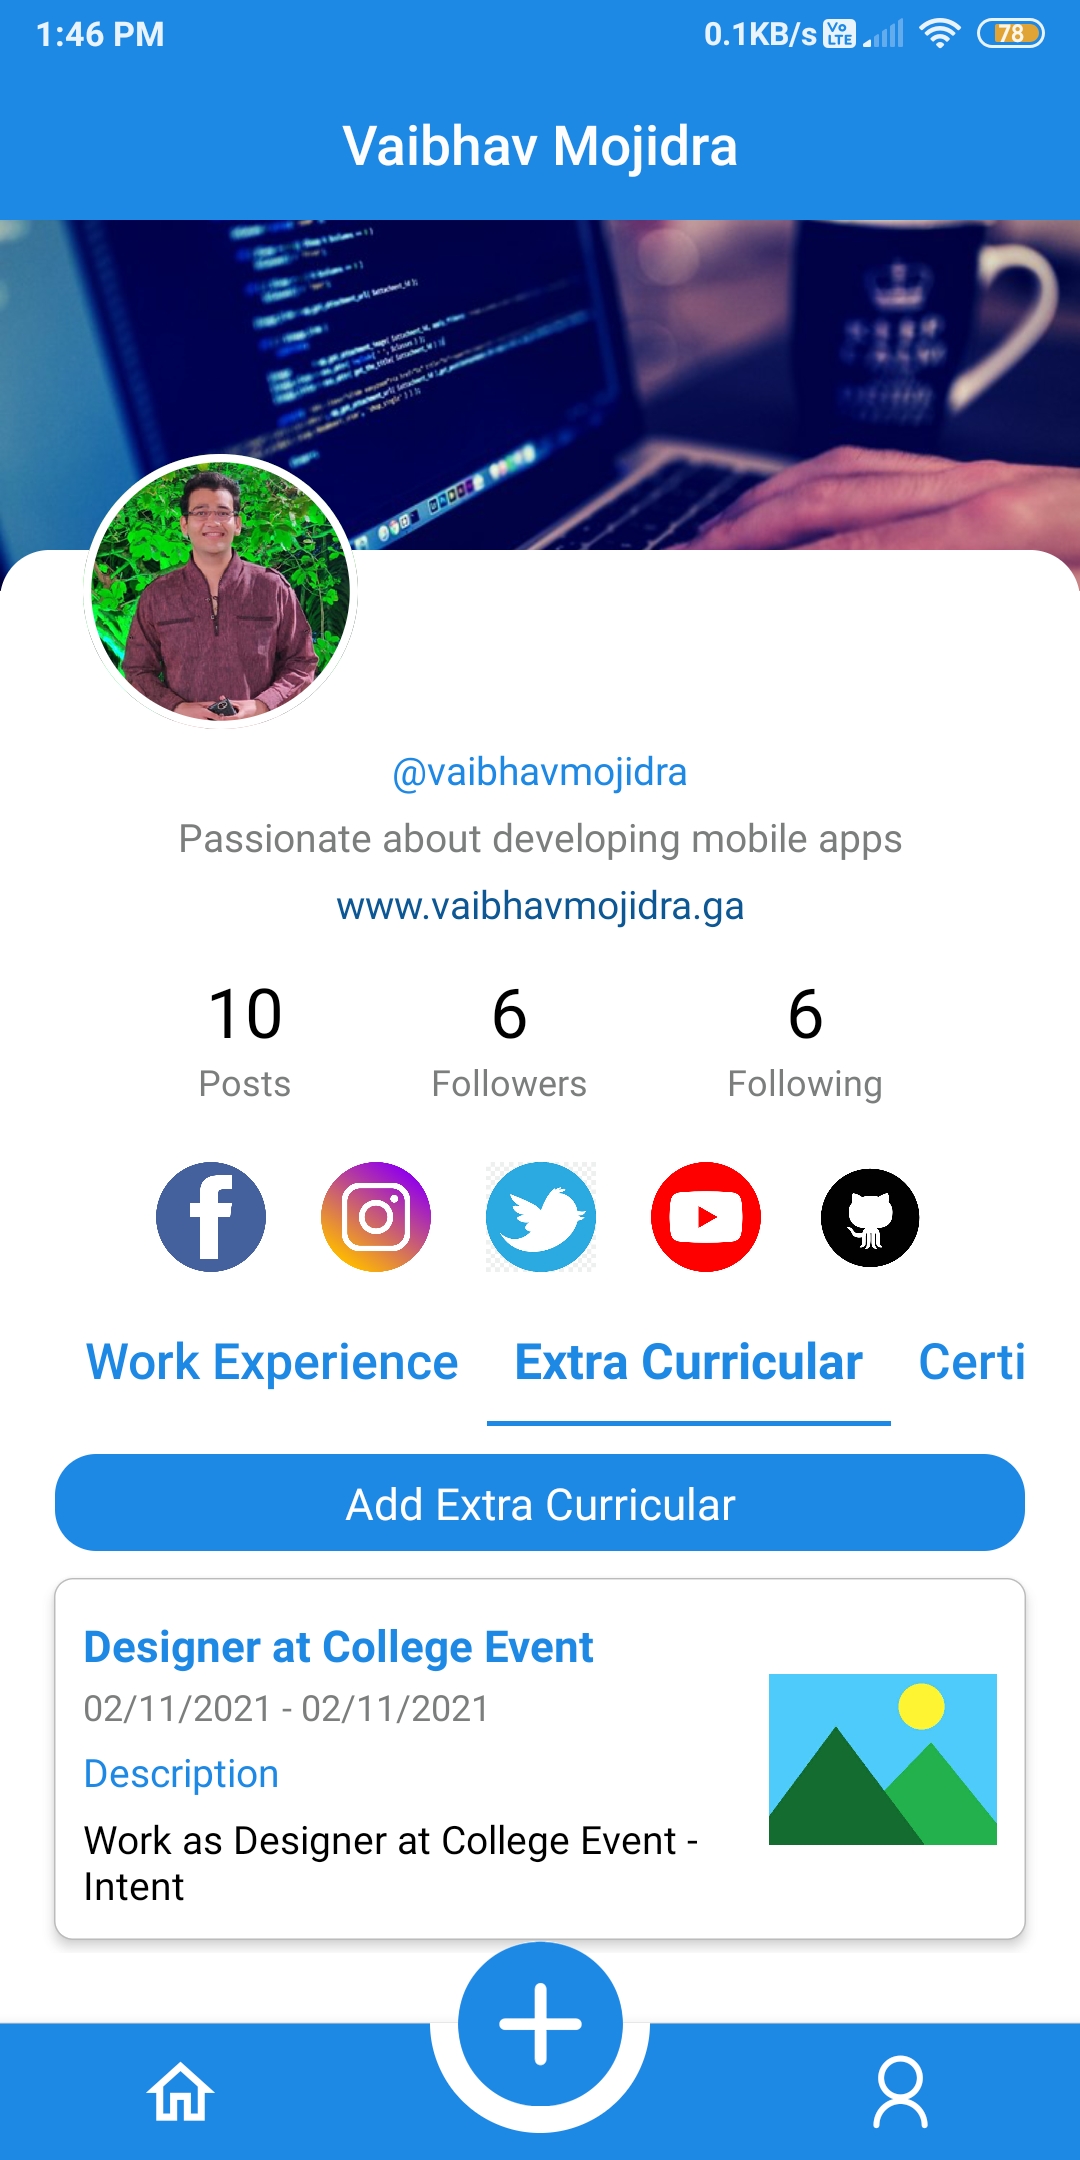 1:46 PM
0.1KB/s Vo LTE 78
Vaibhav Mojidra
@vaibhavmojidra
Passionate about developing mobile apps
www.vaibhavmojidra.ga
10 6 6
Posts Followers Following
Work Experience Extra Curricular Certi
Add Extra Curricular
Designer at College Event
02/11/2021 - 02/11/2021
Description
Work as Designer at College Event -
Intent